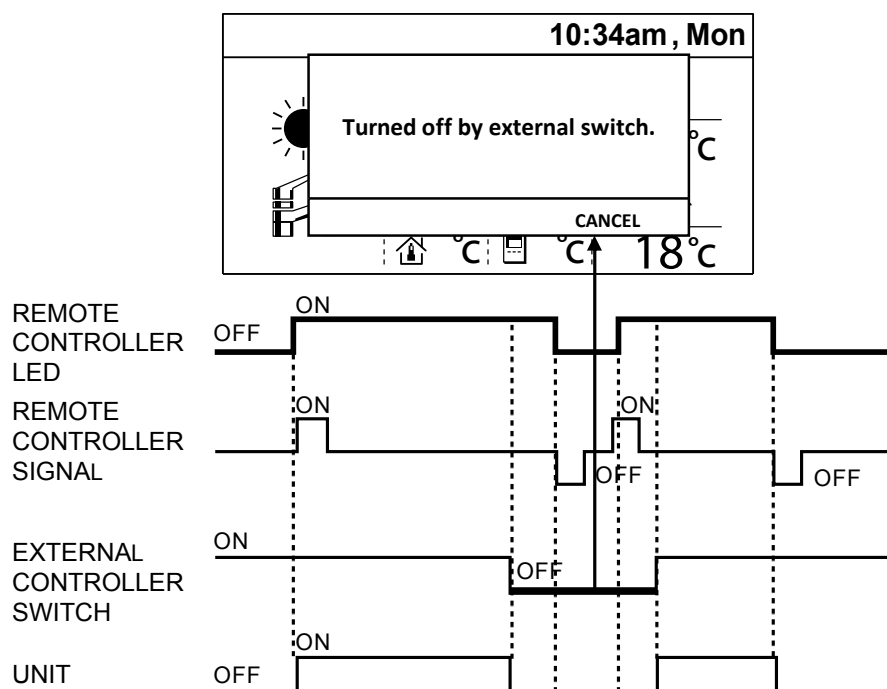 10:34am , Mon
Turned off by external switch.
°C
CANCEL
°C
°C
18°C
REMOTE
CONTROLLER
LED
OFF
ON
REMOTE
CONTROLLER
SIGNAL
ON
ON
OFF
OFF
EXTERNAL
CONTROLLER
SWITCH
ON
OFF
UNIT
OFF
ON